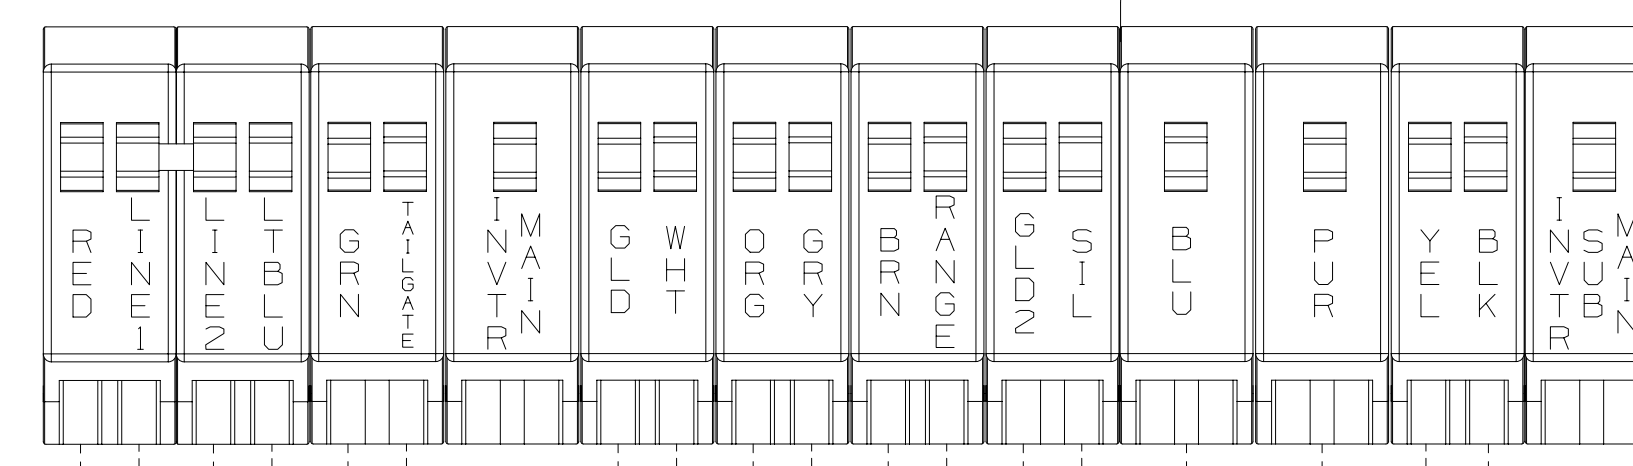 RED
LINE1
LINE2
LTBLU
GRN
TAILGATE
INVTR
MAIN
GLD
WHT
ORG
GRY
BRN
RANGE
GLD2
SIL
BLU
PUR
YEL
BLK
INVTR
SUB
MAIN